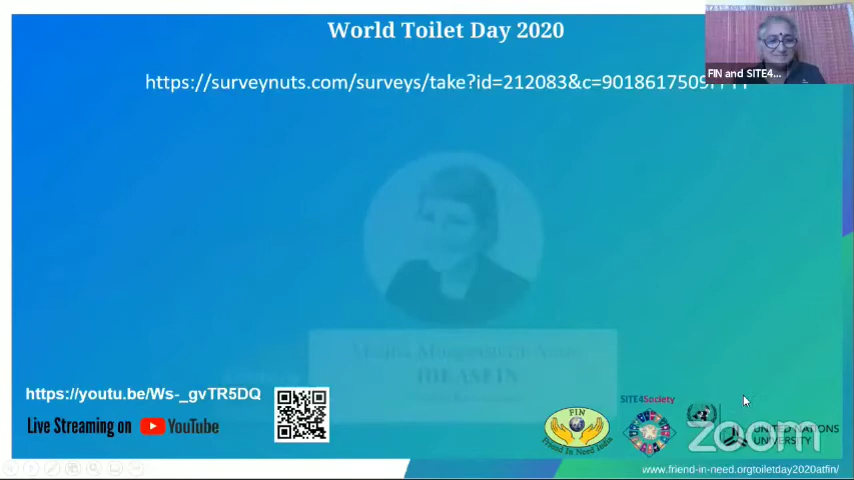 World Toilet Day 2020
FIN and SITE4...
https://surveynuts.com/surveys/take?id=212083&c=9018617509
IDEASFIN
https://youtu.be/Ws-_gvTR5DQ
Live Streaming on YouTube
SITE4Society
FIN
Friend In Need India
zoom
UNITED NATIONS
UNIVERSITY
www.friend-in-need.orgtoiletday2020atfin/